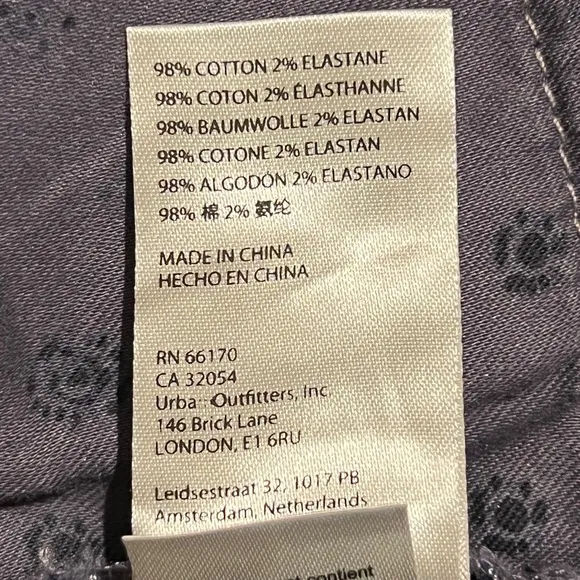 98% COTTON 2% ELASTANE
98% COTON 2% ÉLASTHANNE
98% BAUMWOLLE 2% ELASTAN
98% COTONE 2% ELASTAN
98% ALGODÓN 2% ELASTANO
98% 棉 2% 氨纶
MADE IN CHINA
HECHO EN CHINA
RN 66170
CA 32054
Urba:: Outfitters, Inc.
146 Brick Lane
LONDON, E1 6RU
Leidsestraat 32, 1017 PB
Amsterdam, Netherlands
contient